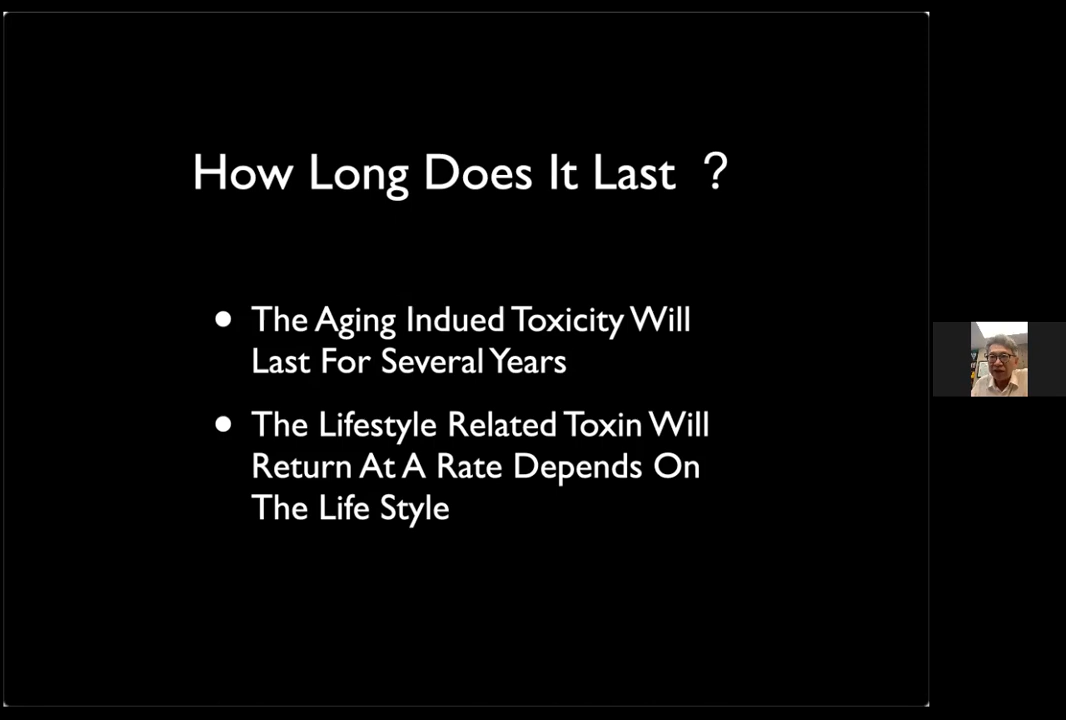 How Long Does It Last ?
• The Aging Indued Toxicity Will
Last For Several Years
• The Lifestyle Related Toxin Will
Return At A Rate Depends On
The Life Style